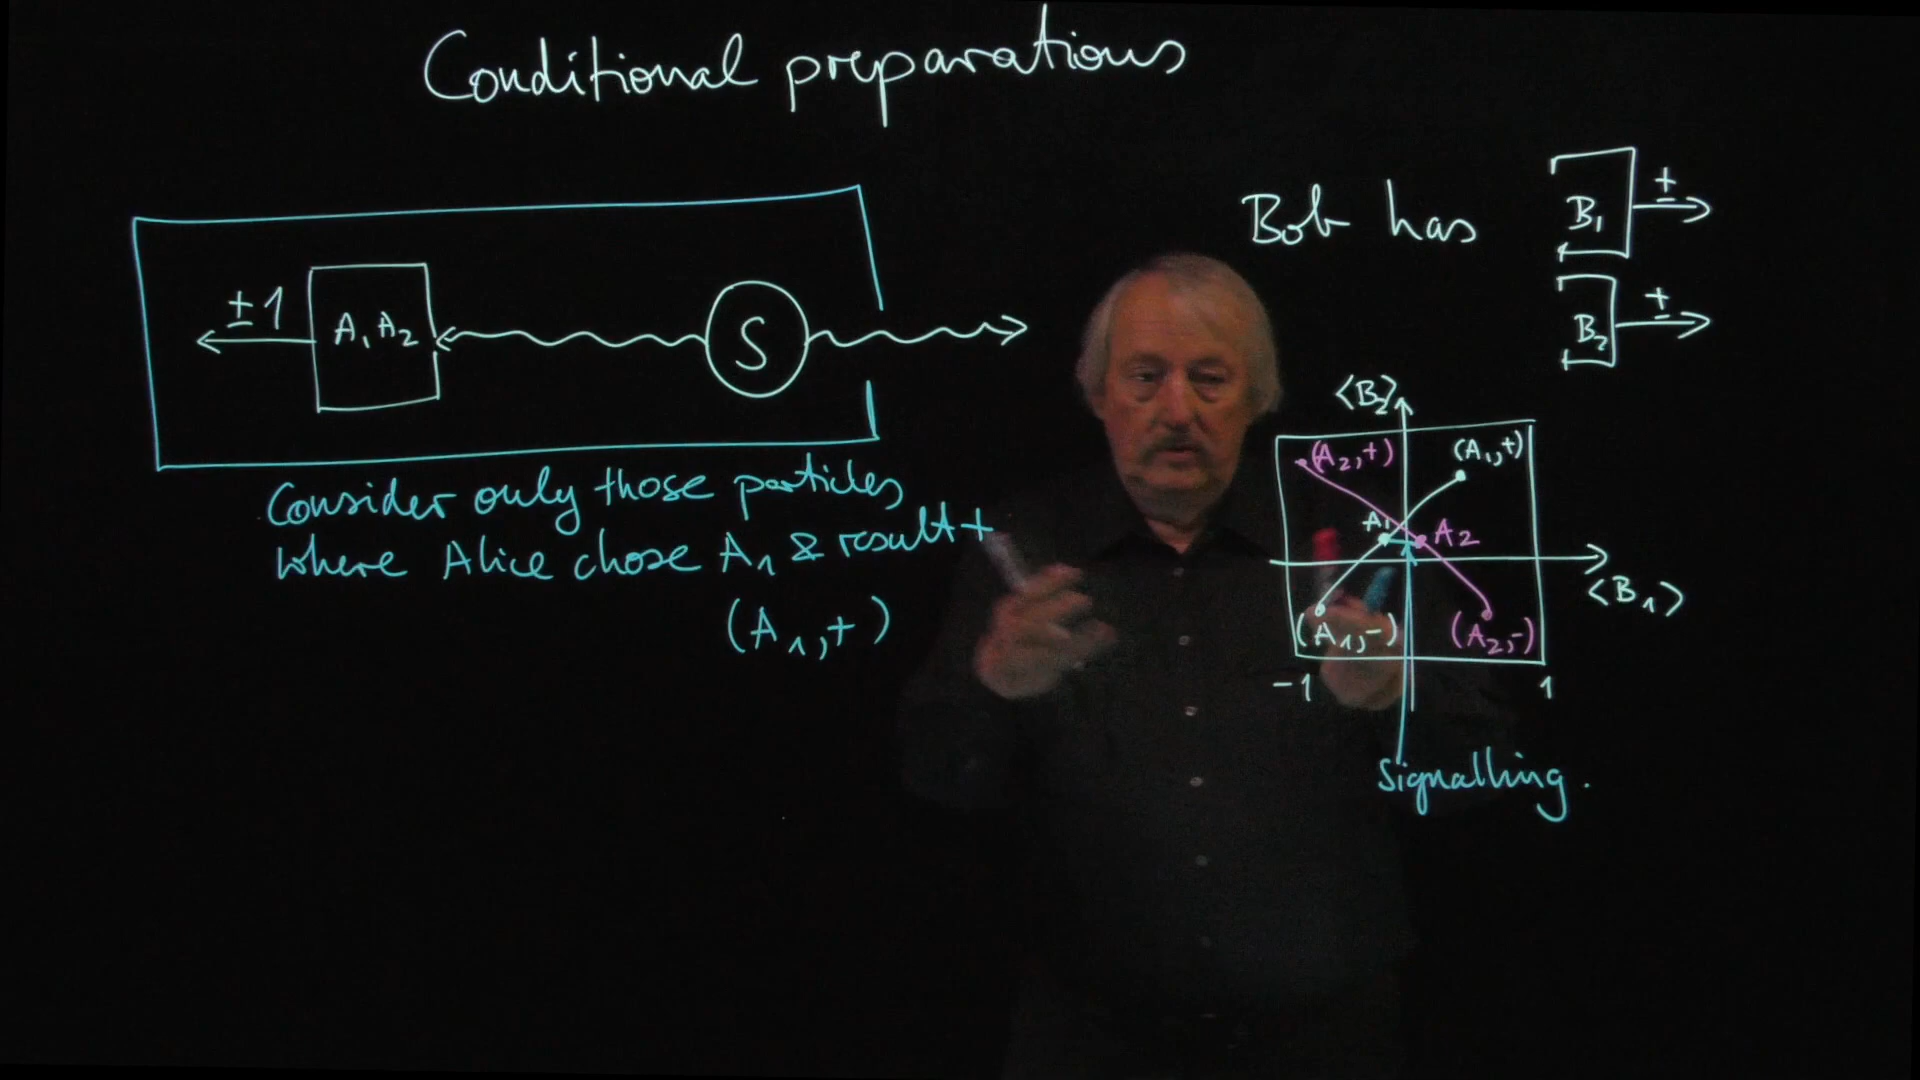 Conditional preparations
±1
A₁ A₂
S
Consider only those particles
where Alice chose A₁ & result +
(A₁,+)
Bob has
B₁ ±
B₂ ±
<B₂>
(A₂,+) (A₁,+)
A₁ A₂
<B₁>
(A₁,-) (A₂,-)
-1 1
Signalling.